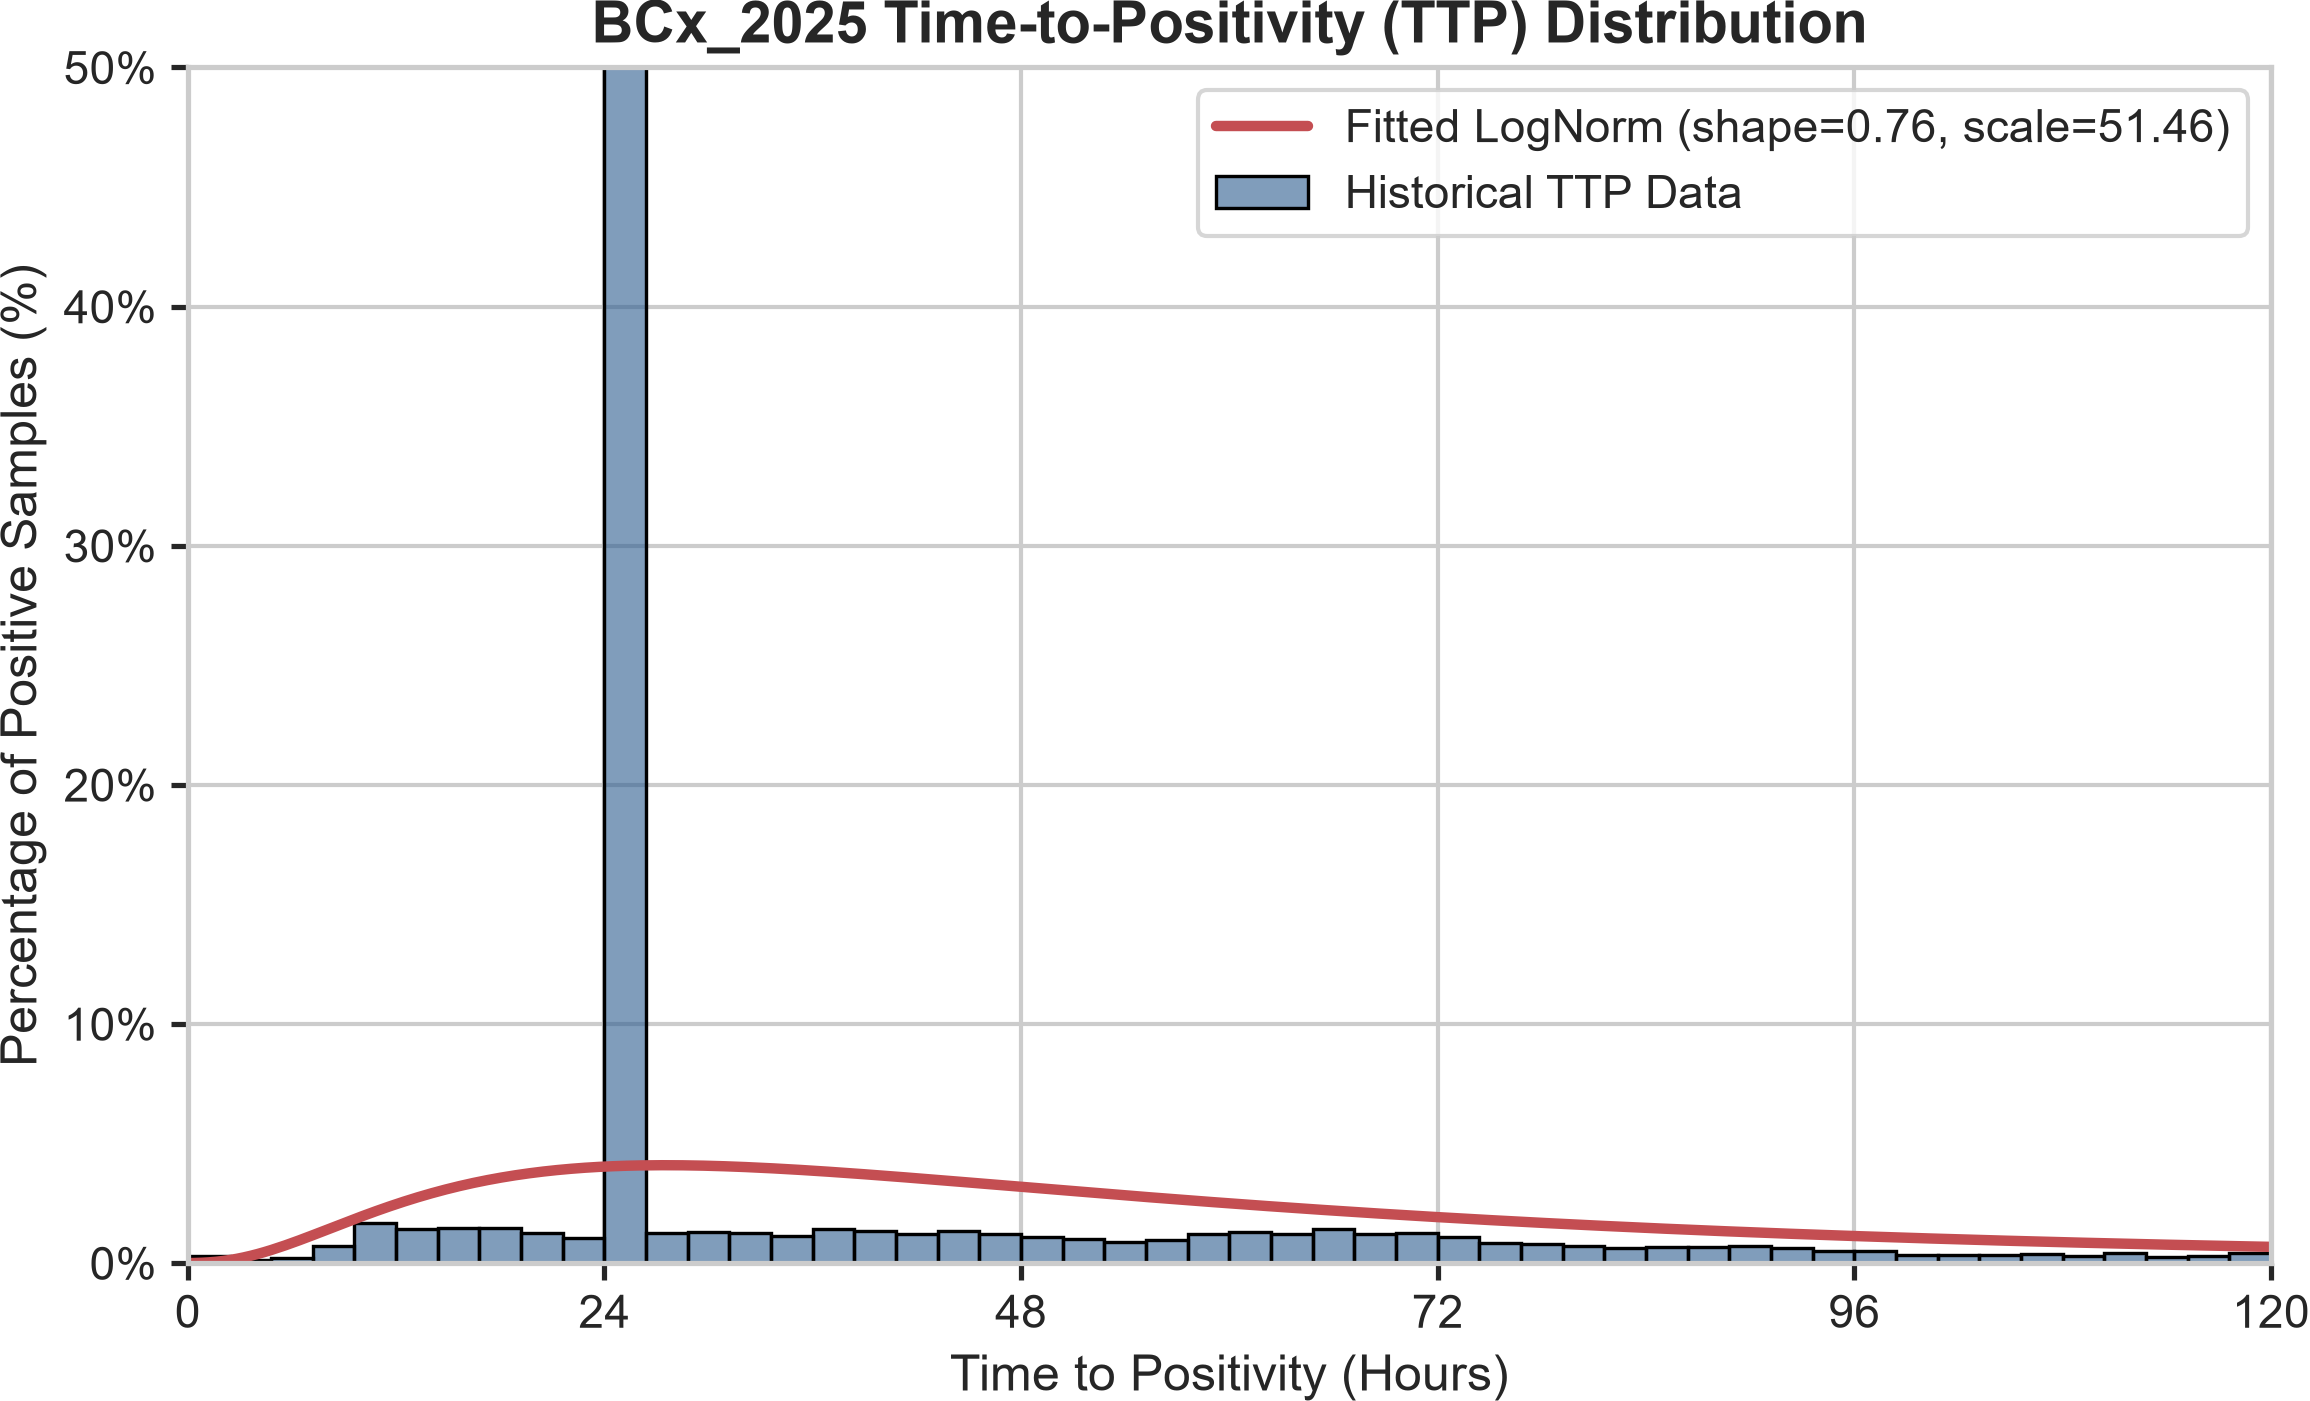 BCx_2025 Time-to-Positivity (TTP) Distribution
Fitted LogNorm (shape=0.76, scale=51.46)
Historical TTP Data
Percentage of Positive Samples (%)
50%
40%
30%
20%
10%
0%
0 24 48 72 96 120
Time to Positivity (Hours)